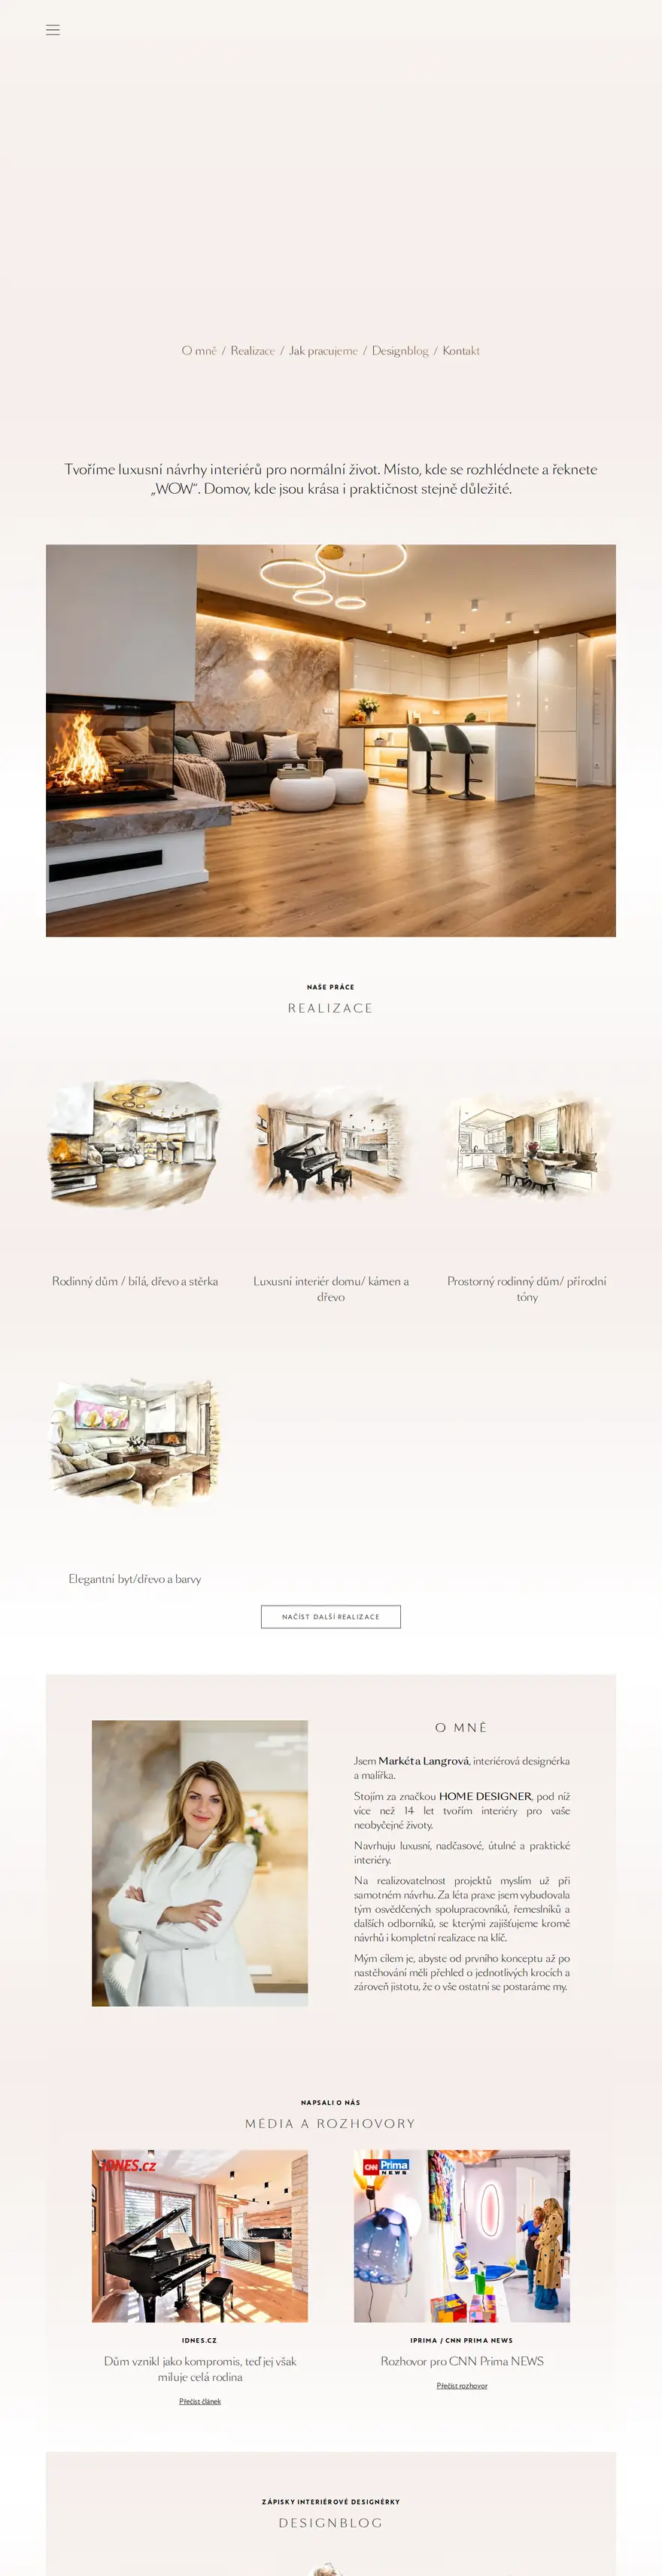 O mně / Realizace / Jak pracujeme / Designblog / Kontakt
Tvoříme luxusní návrhy interiérů pro normální život. Místo, kde se rozhlédnete a řeknete
„WOW“. Domov, kde jsou krása i praktičnost stejně důležité.
NAŠE PRÁCE
REALIZACE
Rodinný dům / bílá, dřevo a stěrka
Luxusní interiér domu/ kámen a
dřevo
Prostorný rodinný dům/ přírodní
tóny
Elegantní byt/dřevo a barvy
NAČÍST DALŠÍ REALIZACE
O MNĚ
Jsem Markéta Langrová, interiérová designérka
a malířka.
Stojím za značkou HOME DESIGNER, pod níž
více než 14 let tvořím interiéry pro vaše
neobyčejné životy.
Navrhuju luxusní, nadčasové, útulné a praktické
interiéry.
Na realizovatelnost projektů myslím už při
samotném návrhu. Za léta praxe jsem vybudovala
tým osvědčených spolupracovníků, řemeslníků a
dalších odborníků, se kterými zajišťujeme kromě
návrhů i kompletní realizace na klíč.
Mým cílem je, abyste od prvního konceptu až po
nastěhování měli přehled o jednotlivých krocích a
zároveň jistotu, že o vše ostatní se postaráme my.
NAPSALI O NÁS
MÉDIA A ROZHOVORY
iDNES.cz
CNN Prima
NEWS
IDNES.CZ
Dům vznikl jako kompromis, teď jej však
miluje celá rodina
Přečíst článek
IPRIMA / CNN PRIMA NEWS
Rozhovor pro CNN Prima NEWS
Přečíst rozhovor
ZÁPISKY INTERIÉROVÉ DESIGNÉRKY
DESIGNBLOG